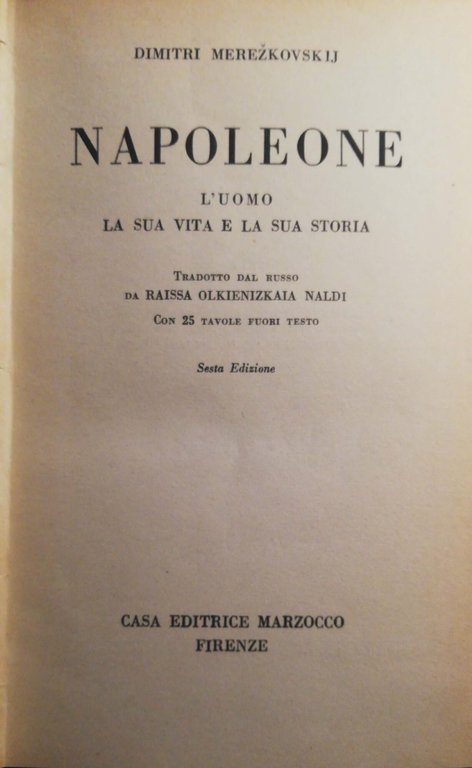 DIMITRI MEREŽKOVSKIJ
NAPOLEONE
L'UOMO
LA SUA VITA E LA SUA STORIA
TRADOTTO DAL RUSSO
DA RAISSA OLKIENIZKAIA NALDI
CON 25 TAVOLE FUORI TESTO
Sesta Edizione
CASA EDITRICE MARZOCCO
FIRENZE